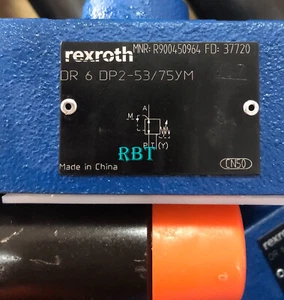 rexroth MNR: R900450964 FD: 37720
DR 6 DP2-53/75YM
A
M
P T (Y)
RBT
Made in China
CN50